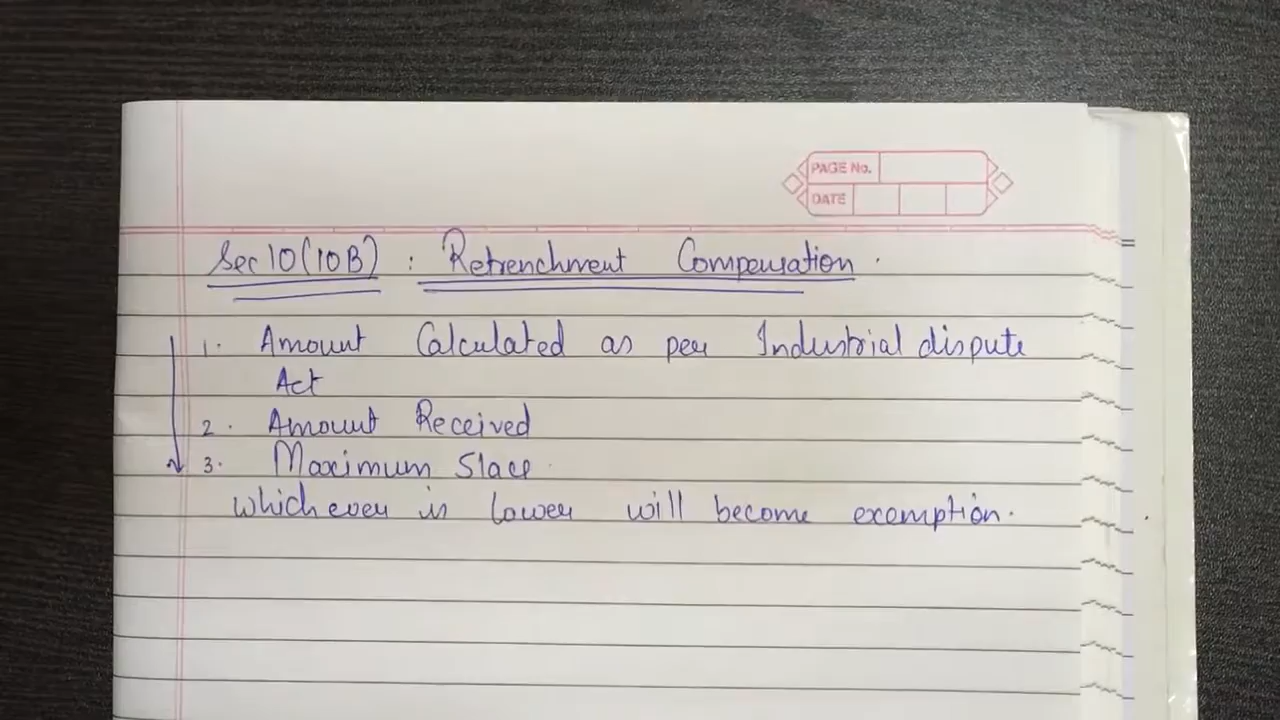 PAGE No.
DATE
Sec 10(10B) : Retrenchment Compensation.
1. Amount Calculated as per Industrial dispute
Act
2. Amount Received
3. Maximum 5lacs
whichever is lower will become exemption.